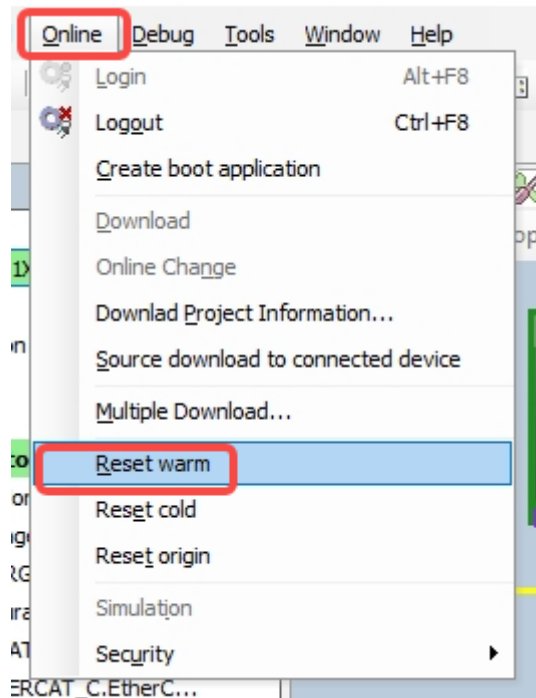 Online Debug Tools Window Help
Login Alt+F8
Logout Ctrl+F8
Create boot application
Download
Online Change
Downlad Project Information...
Source download to connected device
Multiple Download...
Reset warm
Reset cold
Reset origin
Simulation
Security
ERCAT_C.EtherC...